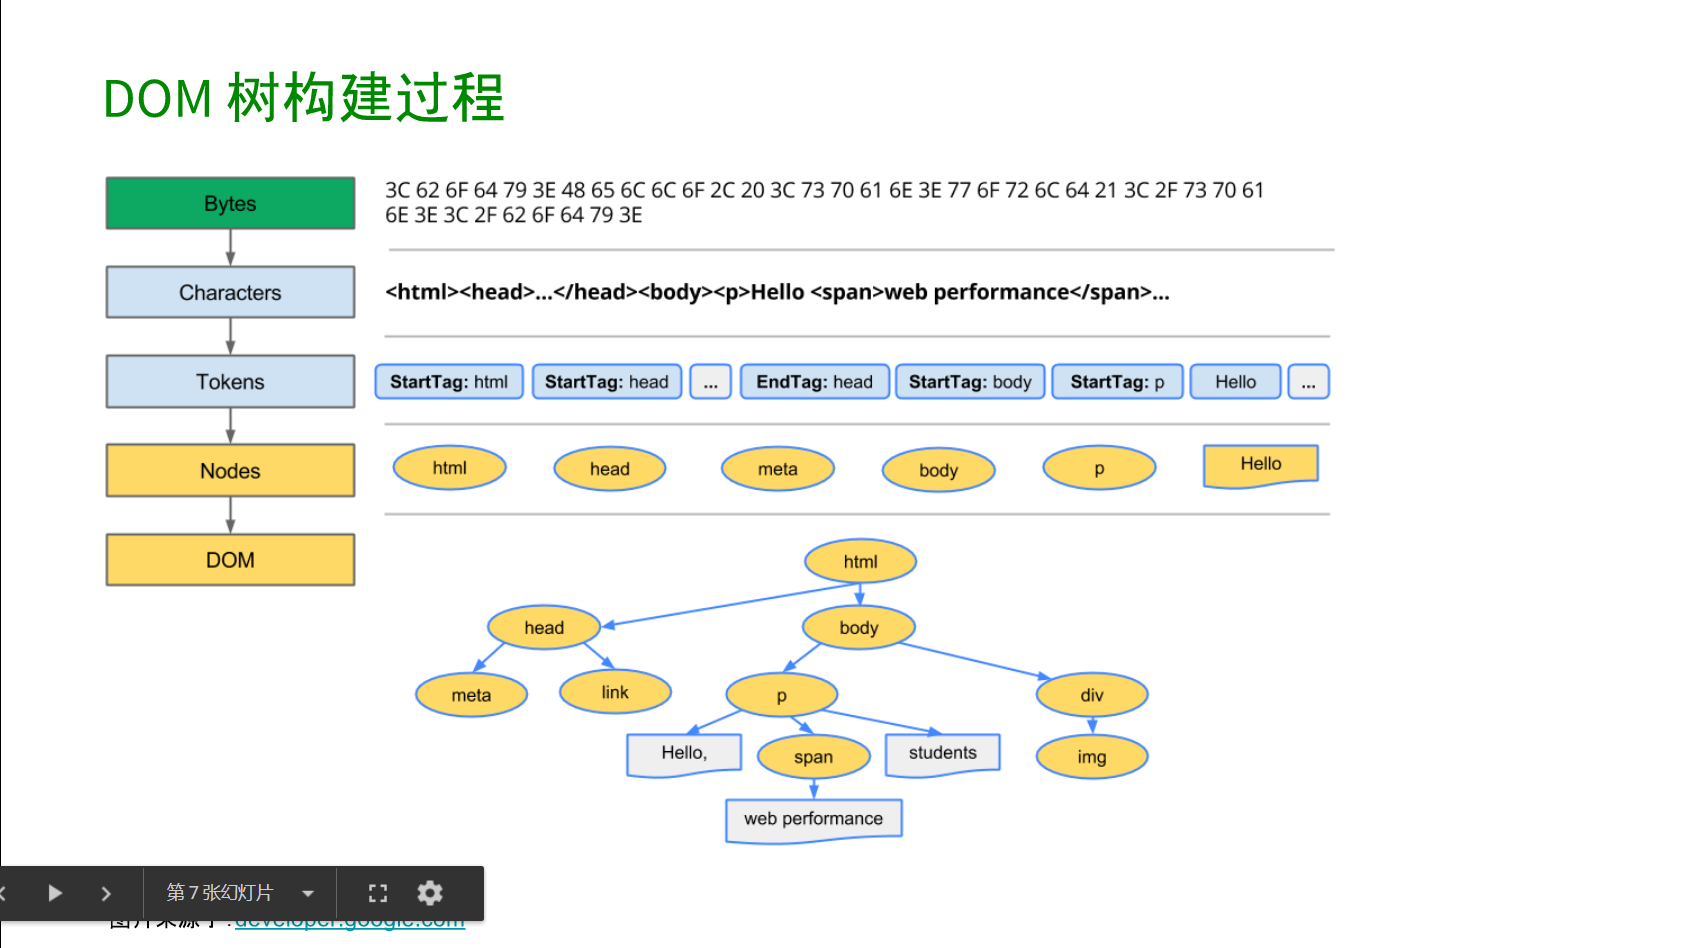 DOM 树构建过程
Bytes
3C 62 6F 64 79 3E 48 65 6C 6C 6F 2C 20 3C 73 70 61 6E 3E 77 6F 72 6C 64 21 3C 2F 73 70 61
6E 3E 3C 2F 62 6F 64 79 3E
Characters
<html><head>...</head><body><p>Hello <span>web performance</span>...
Tokens
StartTag: html
StartTag: head
...
EndTag: head
StartTag: body
StartTag: p
Hello
...
Nodes
html
head
meta
body
p
Hello
DOM
html
head
body
meta
link
p
div
Hello,
span
students
img
web performance
第 7 张幻灯片
图片来源于:developer.google.com